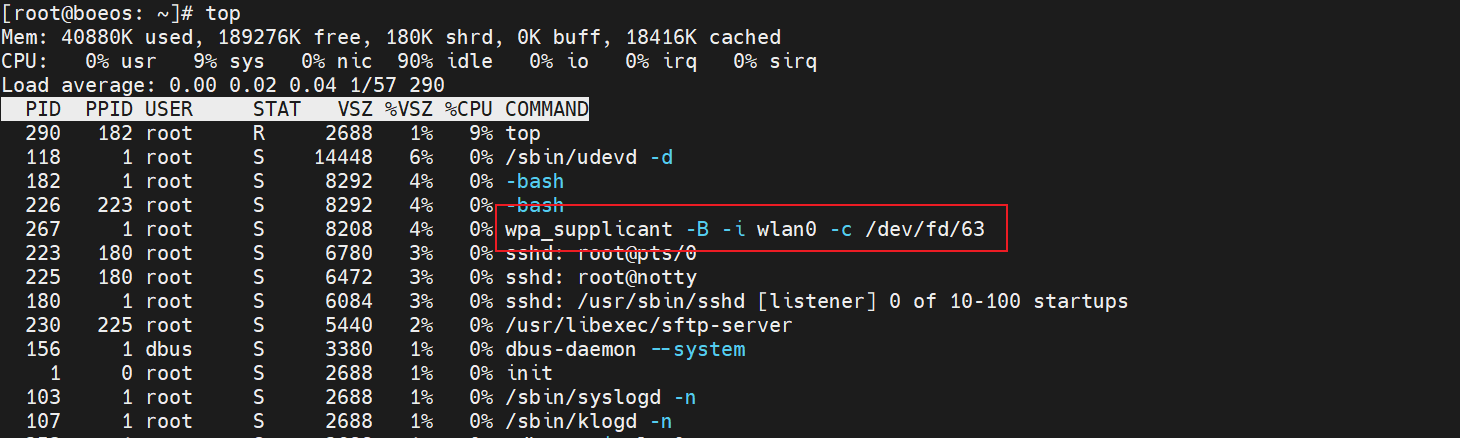 [root@boeos: ~]# top
Mem: 40880K used, 189276K free, 180K shrd, 0K buff, 18416K cached
CPU:   0% usr   9% sys   0% nic  90% idle   0% io   0% irq   0% sirq
Load average: 0.00 0.02 0.04 1/57 290
  PID  PPID USER     STAT   VSZ %VSZ %CPU COMMAND
  290   182 root     R     2688   1%   9% top
  118     1 root     S    14448   6%   0% /sbin/udevd -d
  182     1 root     S     8292   4%   0% -bash
  226   223 root     S     8292   4%   0% -bash
  267     1 root     S     8208   4%   0% wpa_supplicant -B -i wlan0 -c /dev/fd/63
  223   180 root     S     6780   3%   0% sshd: root@pts/0
  225   180 root     S     6472   3%   0% sshd: root@notty
  180     1 root     S     6084   3%   0% sshd: /usr/sbin/sshd [listener] 0 of 10-100 startups
  230   225 root     S     5440   2%   0% /usr/libexec/sftp-server
  156     1 dbus     S     3380   1%   0% dbus-daemon --system
    1     0 root     S     2688   1%   0% init
  103     1 root     S     2688   1%   0% /sbin/syslogd -n
  107     1 root     S     2688   1%   0% /sbin/klogd -n